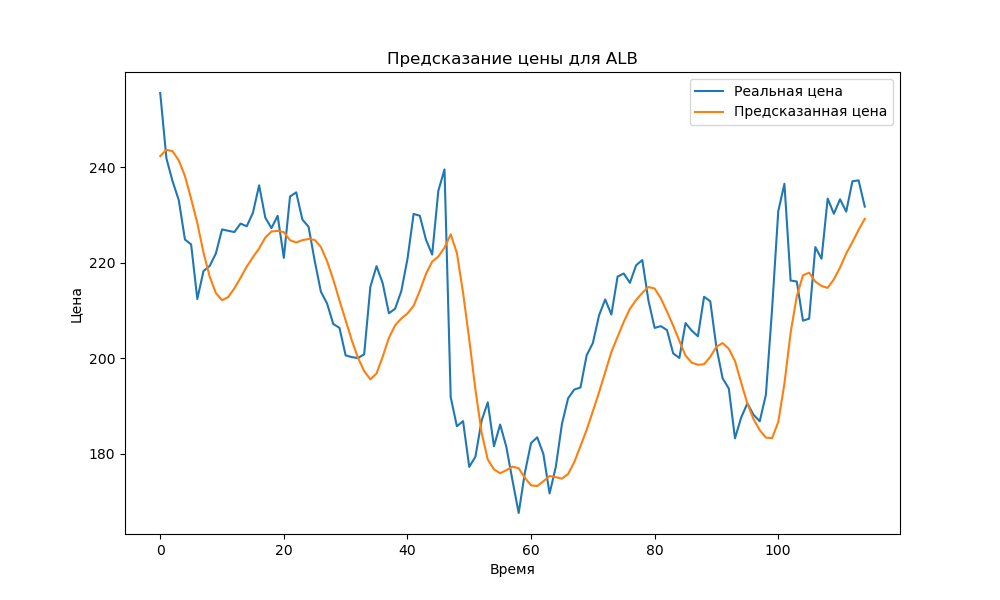 Предсказание цены для ALB
Реальная цена
Предсказанная цена
240
220
200
180
Цена
0 20 40 60 80 100
Время